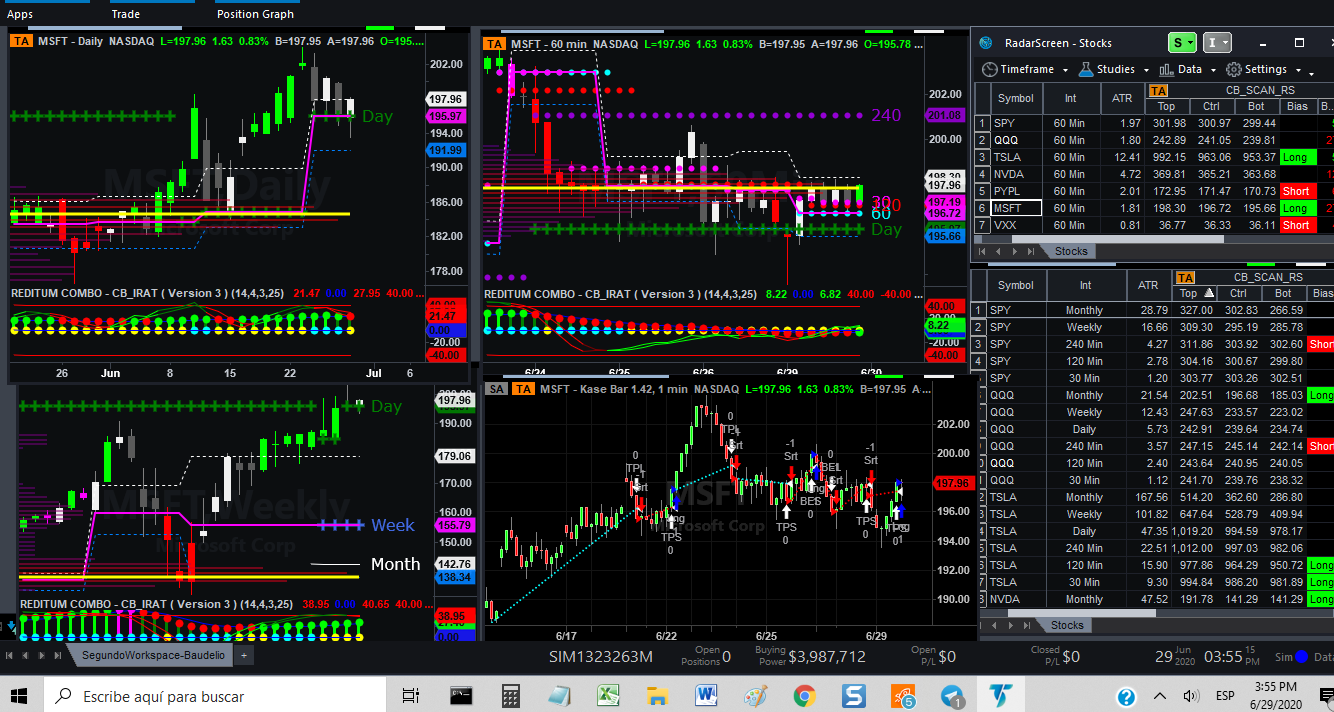 Apps Trade Position Graph
TA MSFT - Daily NASDAQ L=197.96 1.63 0.83% B=197.95 A=197.96 O=195....
202.00
197.96
195.97
194.00
191.99
190.00
186.00
182.00
178.00
Day
MSFT Daily
Microsoft Corp
REDITUM COMBO - CB_IRAT ( Version 3 ) (14,4,3,25) 21.47 0.00 27.95 40.00 ...
21.47
0.00
-20.00
-40.00
26 Jun 8 15 22 Jul 6
TA MSFT - 60 min NASDAQ L=197.96 1.63 0.83% B=197.95 A=197.96 O=195.78 ...
202.00
201.08
200.00
198.30
197.96
197.19
196.72
195.66
240
30
60
Day
REDITUM COMBO - CB_IRAT ( Version 3 ) (14,4,3,25) 8.22 0.00 6.82 40.00 -40.00 ...
40.00
8.22
-20.00
-40.00
6/24 6/25 6/26 6/29 6/30
197.96
190.00
179.06
170.00
160.00
155.79
150.00
142.76
138.34
Day
Week
Month
MSFT Weekly
Microsoft Corp
REDITUM COMBO - CB_IRAT ( Version 3 ) (14,4,3,25) 38.95 0.00 40.65 40.00 ...
38.95
0.00
SA TA MSFT - Kase Bar 1.42, 1 min NASDAQ L=197.96 1.63 0.83% B=197.95 A=...
202.00
200.00
197.96
196.00
194.00
192.00
190.00
MSFT
Microsoft Corp
0
TPL
-1
Srt
TPS
0
0
TPL
Srt
-1
Srt
TPS
0
BES
0
0
BEL
Srt
-1
Srt
TPS
0
6/17 6/22 6/25 6/29
RadarScreen - Stocks S I
Timeframe Studies Data Settings
TA CB_SCAN_RS
Symbol Int ATR Top Ctrl Bot Bias B...
1 SPY 60 Min 1.97 301.98 300.97 299.44
2 QQQ 60 Min 1.80 242.89 241.05 239.81
3 TSLA 60 Min 12.41 992.15 963.06 953.37 Long
4 NVDA 60 Min 4.72 369.81 365.21 363.68
5 PYPL 60 Min 2.01 172.95 171.47 170.73 Short
6 MSFT 60 Min 1.81 198.30 196.72 195.66 Long
7 VXX 60 Min 0.81 36.77 36.33 36.11 Short
Stocks
TA CB_SCAN_RS
Symbol Int ATR Top Ctrl Bot Bias
1 SPY Monthly 28.79 327.00 302.83 266.59
2 SPY Weekly 16.66 309.30 295.19 285.78
3 SPY 240 Min 4.27 311.86 303.92 302.60 Short
4 SPY 120 Min 2.78 304.16 300.67 299.80
5 SPY 30 Min 1.20 303.77 303.26 302.51
QQQ Monthly 21.54 202.51 196.68 185.03 Long
QQQ Weekly 12.43 247.63 233.57 223.02
QQQ Daily 5.73 242.91 239.64 234.74
QQQ 240 Min 3.57 247.15 245.14 242.14 Short
QQQ 120 Min 2.40 243.64 240.95 240.05
QQQ 30 Min 1.12 241.70 239.76 238.32
TSLA Monthly 167.56 514.20 362.60 286.80
TSLA Weekly 101.82 647.64 528.79 409.94
TSLA Daily 47.35 1,019.20 994.59 978.17
TSLA 240 Min 22.51 1,012.00 997.03 982.06
TSLA 120 Min 15.90 977.86 964.29 950.72 Long
TSLA 30 Min 9.30 994.84 986.20 981.89 Long
NVDA Monthly 47.52 191.78 141.29 141.29 Long
Stocks
SegundoWorkspace-Baudelio +
SIM1323263M Open Positions 0 Buying Power $3,987,712 Open P/L $0 Closed P/L $0 29 Jun 2020 03:55 15 PM Sim Data
Escribe aquí para buscar
5
1
ESP
3:55 PM
6/29/2020